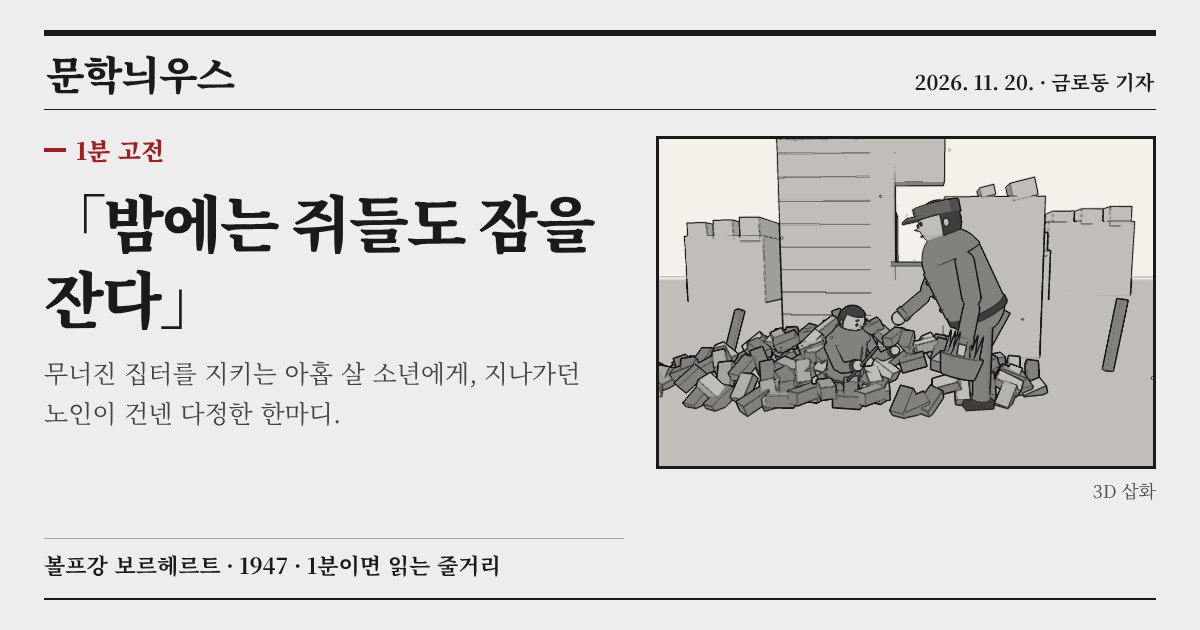 문학늬우스
2026. 11. 20. · 금로동 기자
1분 고전
「밤에는 쥐들도 잠을
잔다」
무너진 집터를 지키는 아홉 살 소년에게, 지나가던
노인이 건넨 다정한 한마디.
3D 삽화
볼프강 보르헤르트 · 1947 · 1분이면 읽는 줄거리